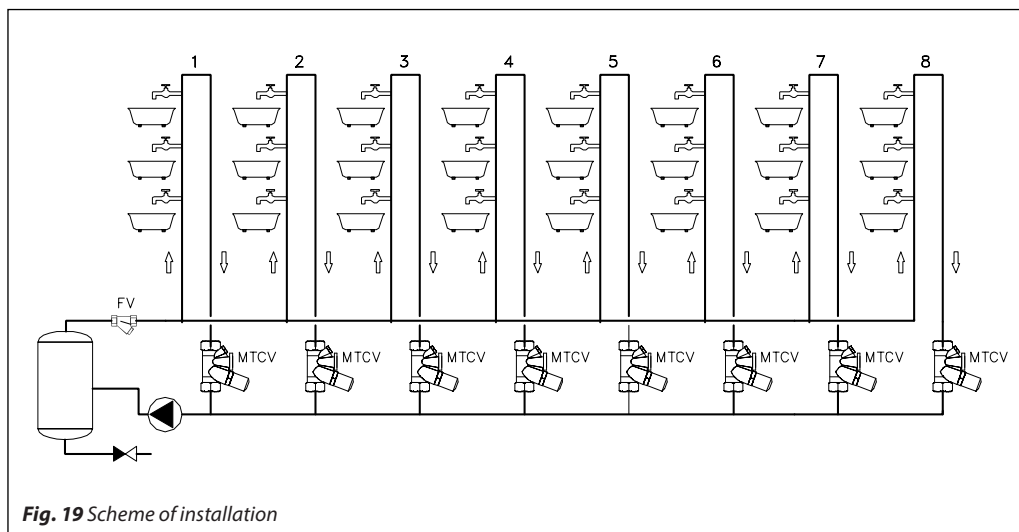 1 2 3 4 5 6 7 8
FV
MTCV MTCV MTCV MTCV MTCV MTCV MTCV MTCV
Fig. 19 Scheme of installation